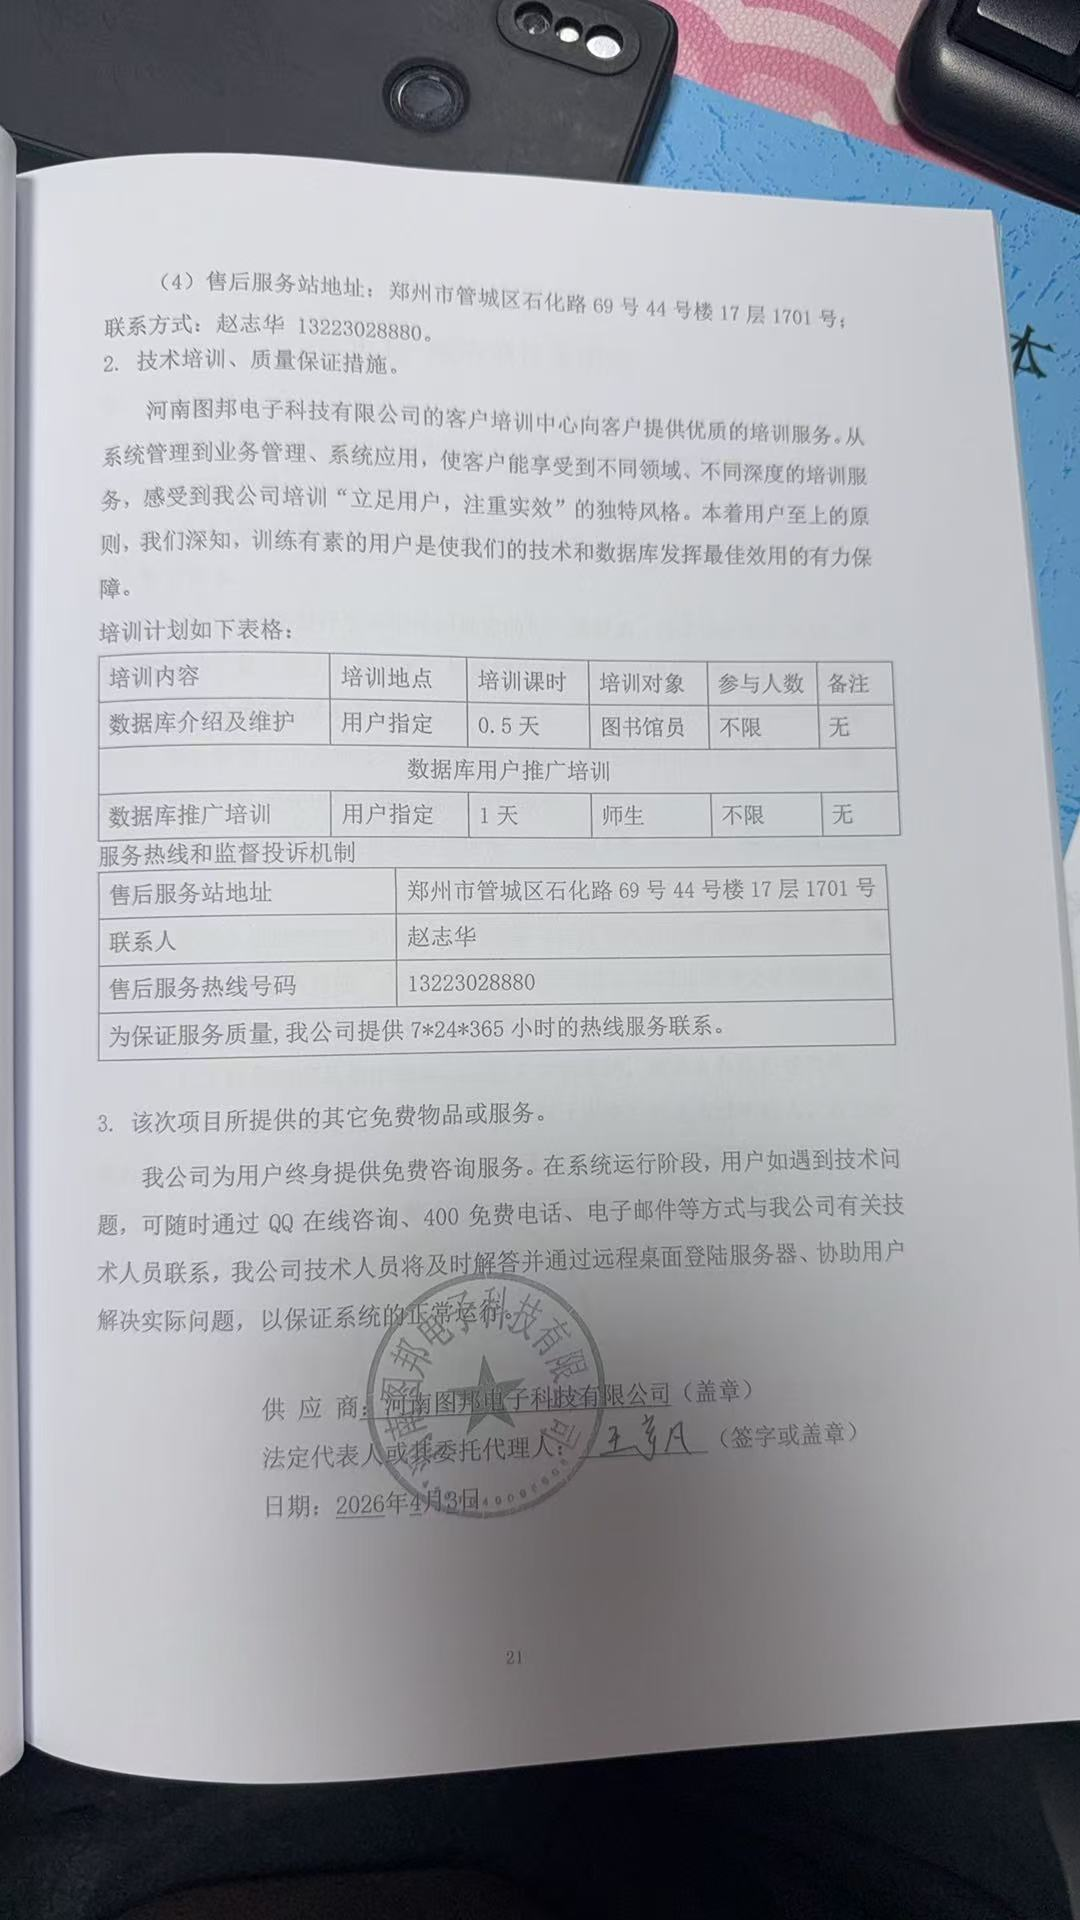 （4）售后服务站地址：郑州市管城区石化路 69 号 44 号楼 17 层 1701 号；
联系方式：赵志华 13223028880。
2. 技术培训、质量保证措施。
河南图邦电子科技有限公司的客户培训中心向客户提供优质的培训服务。从
系统管理到业务管理、系统应用，使客户能享受到不同领域、不同深度的培训服
务，感受到我公司培训“立足用户，注重实效”的独特风格。本着用户至上的原
则，我们深知，训练有素的用户是使我们的技术和数据库发挥最佳效用的有力保
障。
培训计划如下表格：
培训内容 培训地点 培训课时 培训对象 参与人数 备注
数据库介绍及维护 用户指定 0.5 天 图书馆员 不限 无
数据库用户推广培训
数据库推广培训 用户指定 1 天 师生 不限 无
服务热线和监督投诉机制
售后服务站地址 郑州市管城区石化路 69 号 44 号楼 17 层 1701 号
联系人 赵志华
售后服务热线号码 13223028880
为保证服务质量,我公司提供 7*24*365 小时的热线服务联系。
3. 该次项目所提供的其它免费物品或服务。
我公司为用户终身提供免费咨询服务。在系统运行阶段，用户如遇到技术问
题，可随时通过 QQ 在线咨询、400 免费电话、电子邮件等方式与我公司有关技
术人员联系，我公司技术人员将及时解答并通过远程桌面登陆服务器、协助用户
解决实际问题，以保证系统的正常运行。
河南图邦电子科技有限公司
供 应 商：河南图邦电子科技有限公司（盖章）
法定代表人或其委托代理人： （签字或盖章）
日期：2026年4月3日
21
本